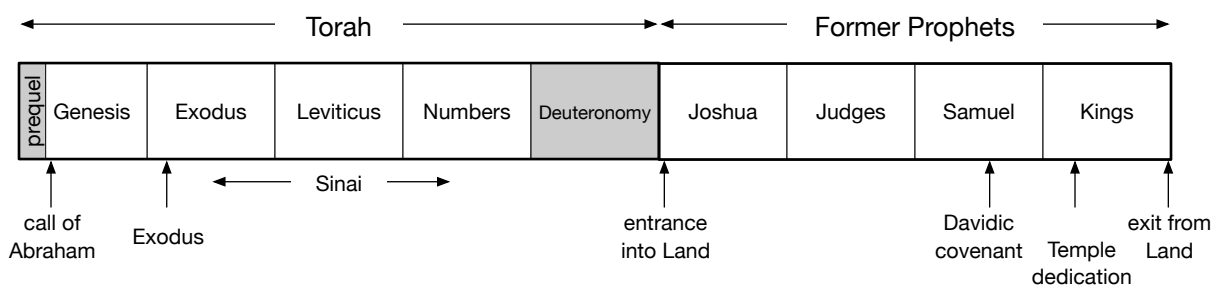 Torah
Former Prophets
prequel
Genesis
Exodus
Leviticus
Numbers
Deuteronomy
Joshua
Judges
Samuel
Kings
call of
Abraham
Exodus
Sinai
entrance
into Land
Davidic
covenant
Temple
dedication
exit from
Land